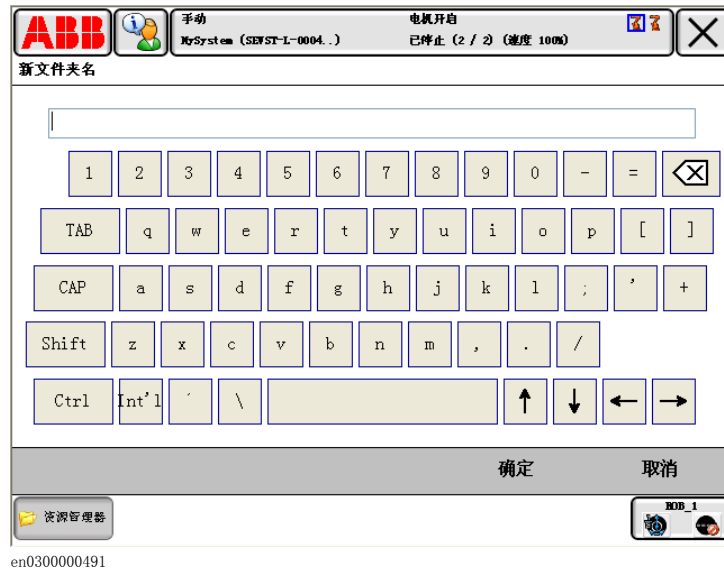 ABB
手动 电机开启
MySystem (SEVST-L-0004..) 已停止 (2 / 2) (速度 100%)
新文件夹名
1 2 3 4 5 6 7 8 9 0 - =
TAB q w e r t y u i o p [ ]
CAP a s d f g h j k l ; ' +
Shift z x c v b n m , . /
Ctrl Int'l ´ \ ↑ ↓ ← →
确定 取消
资源管理器 ROB_1
en0300000491